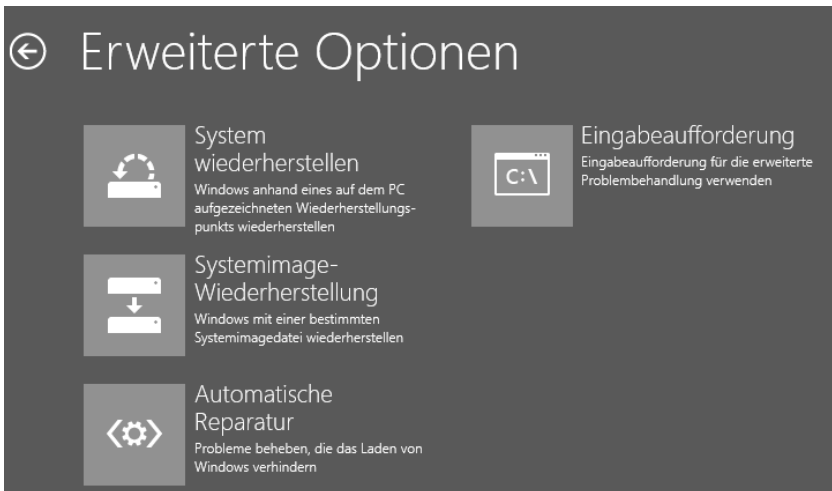 Erweiterte Optionen
System
wiederherstellen
Windows anhand eines auf dem PC
aufgezeichneten Wiederherstellungs-
punkts wiederherstellen
Systemimage-
Wiederherstellung
Windows mit einer bestimmten
Systemimagedatei wiederherstellen
Automatische
Reparatur
Probleme beheben, die das Laden von
Windows verhindern
C:\
Eingabeaufforderung
Eingabeaufforderung für die erweiterte
Problembehandlung verwenden